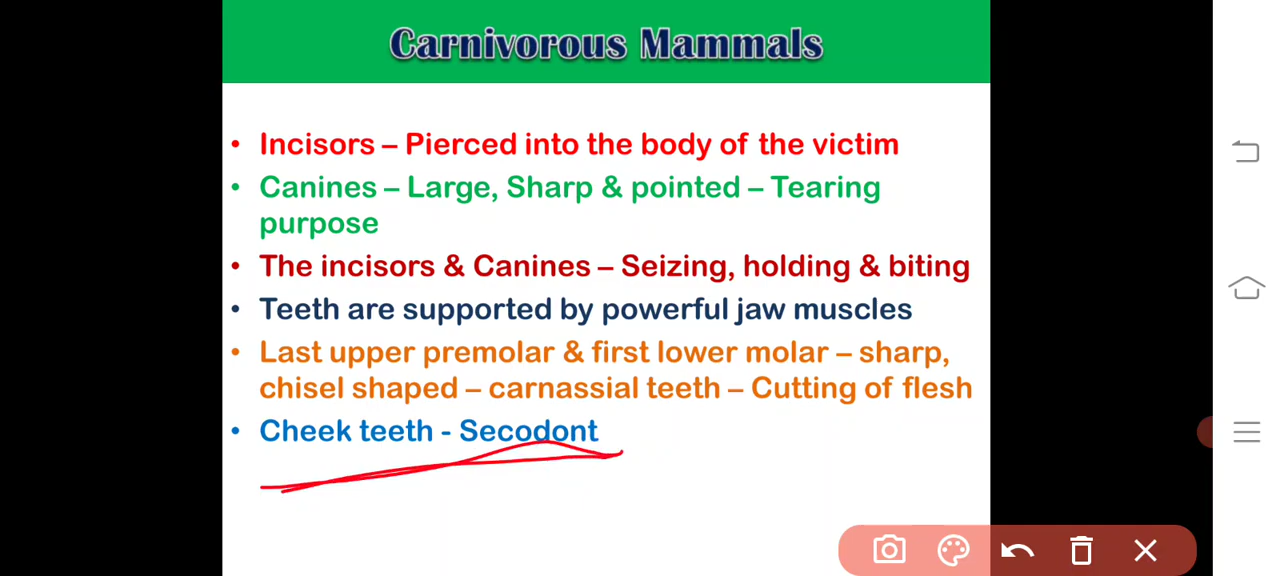 Carnivorous Mammals
• Incisors – Pierced into the body of the victim
• Canines – Large, Sharp & pointed – Tearing
purpose
• The incisors & Canines – Seizing, holding & biting
• Teeth are supported by powerful jaw muscles
• Last upper premolar & first lower molar – sharp,
chisel shaped – carnassial teeth – Cutting of flesh
• Cheek teeth - Secodont